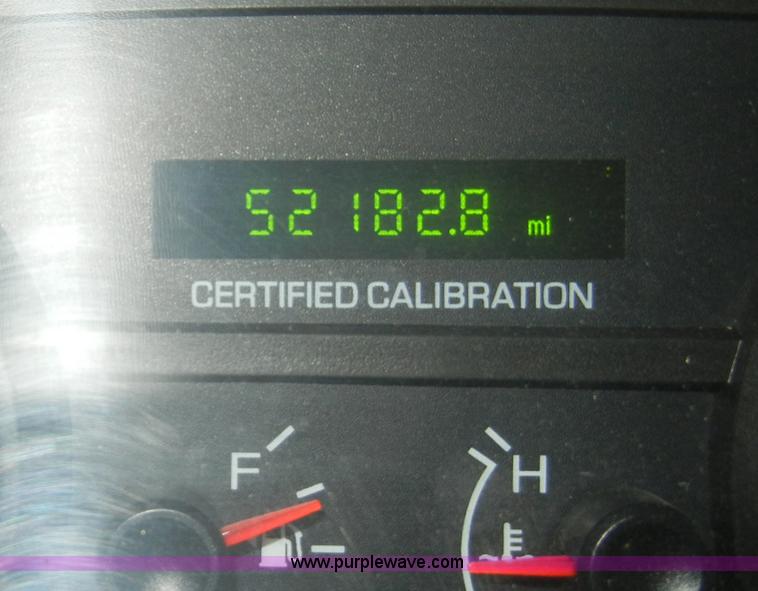 52182.8 mi
CERTIFIED CALIBRATION
F H
www.purplewave.com